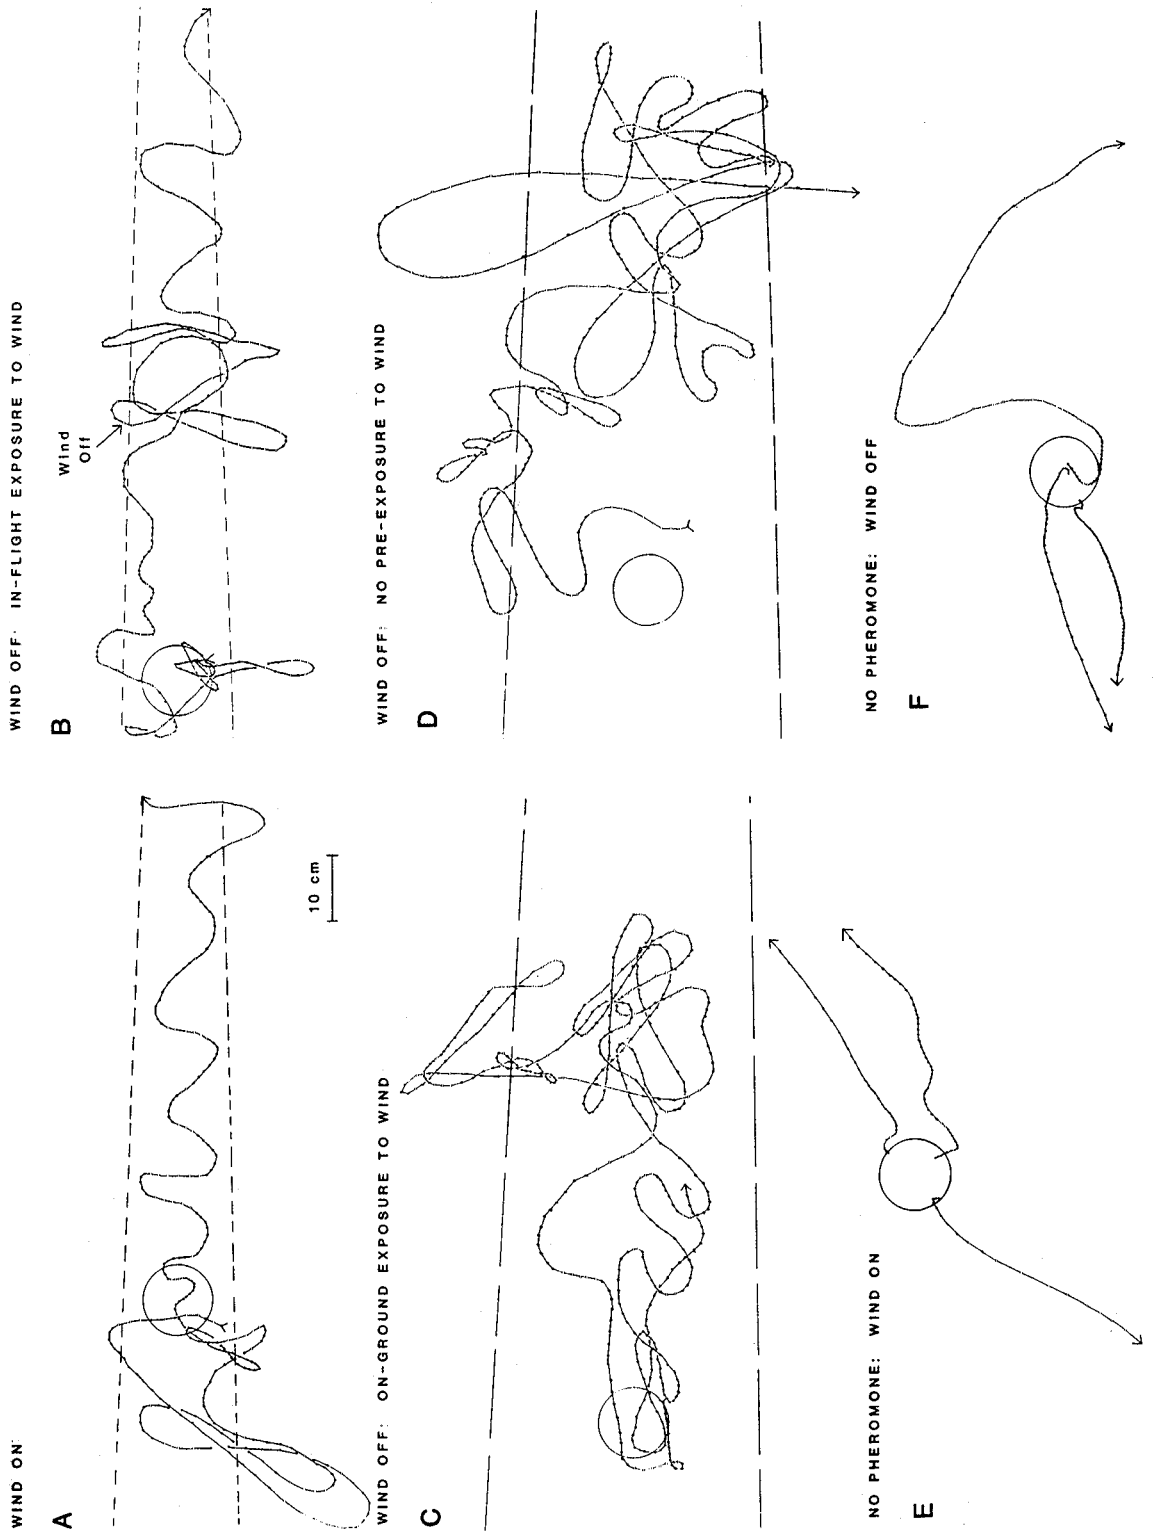 WIND ON
A
10 cm
WIND OFF: IN-FLIGHT EXPOSURE TO WIND
B
Wind
Off
WIND OFF: ON-GROUND EXPOSURE TO WIND
C
WIND OFF: NO PRE-EXPOSURE TO WIND
D
NO PHEROMONE: WIND ON
E
NO PHEROMONE: WIND OFF
F